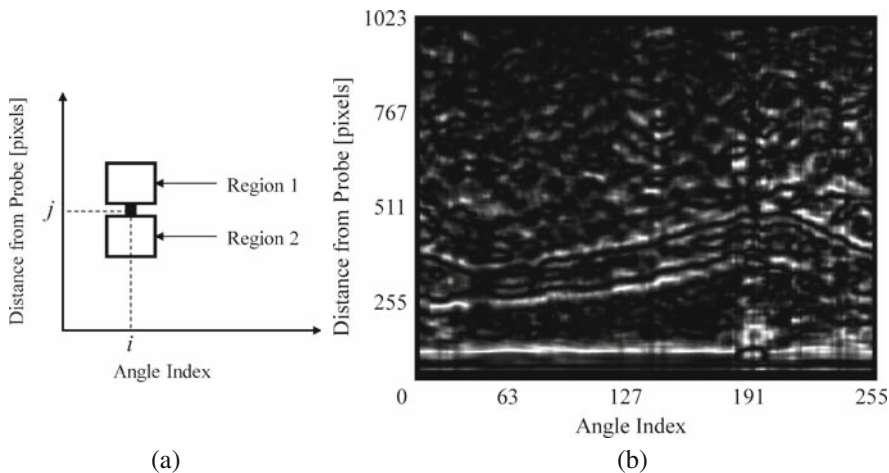 Distance from Probe [pixels]
j
Region 1
Region 2
i
Angle Index
(a)
Distance from Probe [pixels]
1023
767
511
255
0
63
127
191
255
Angle Index
(b)